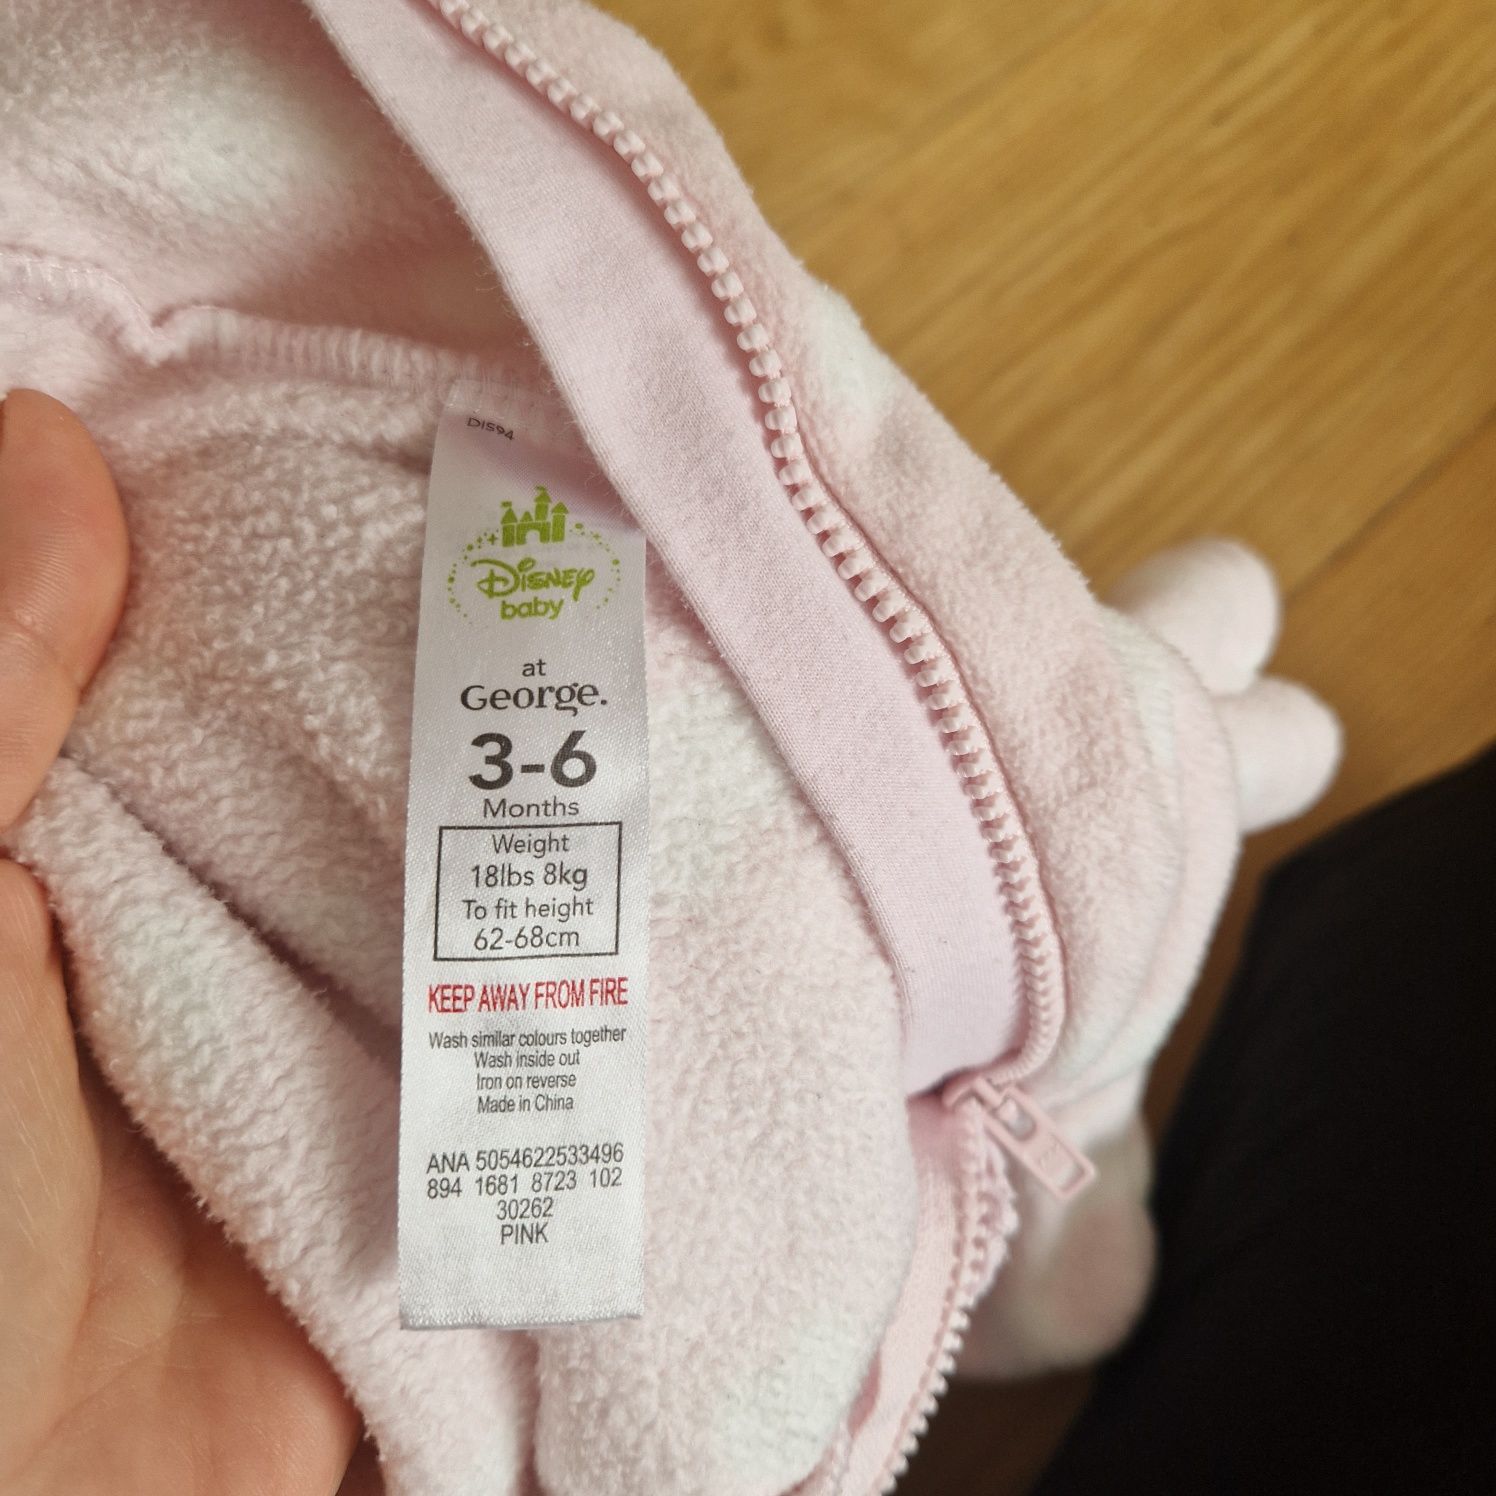 DIS94
Disney
baby
at
George.
3-6
Months
Weight
18lbs 8kg
To fit height
62-68cm
KEEP AWAY FROM FIRE
Wash similar colours together
Wash inside out
Iron on reverse
Made in China
ANA 5054622533496
894 1681 8723 102
30262
PINK